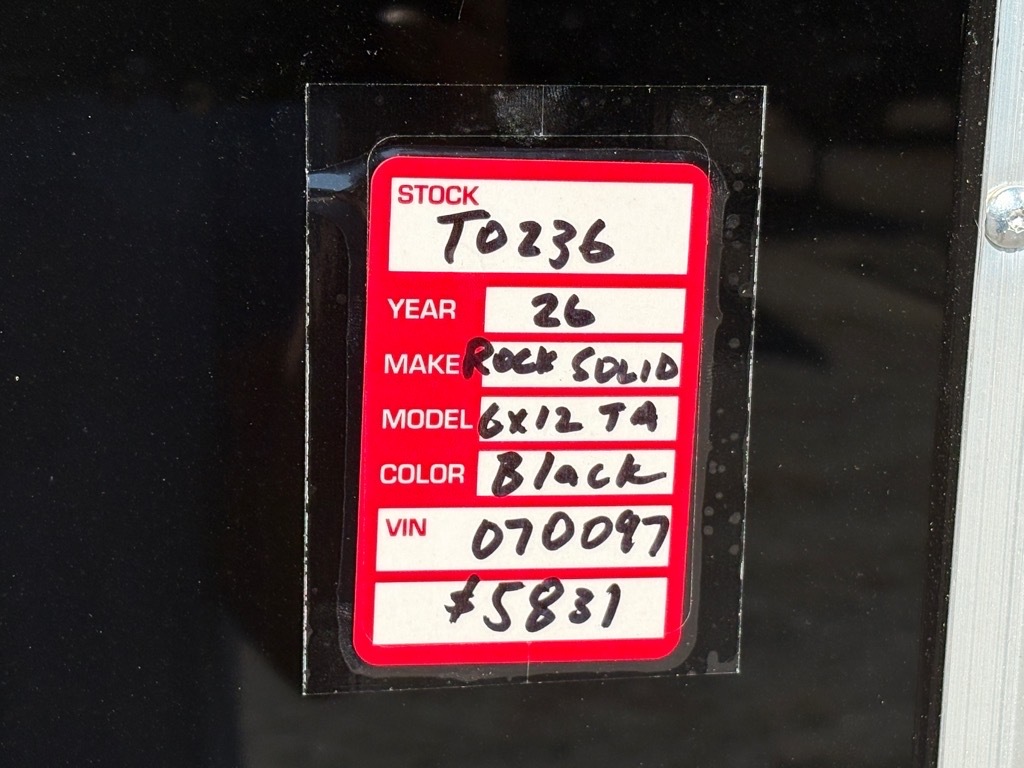 STOCK
T0236
YEAR 26
MAKE ROCK SOLID
MODEL 6X12 TA
COLOR Black
VIN 070097
$5831